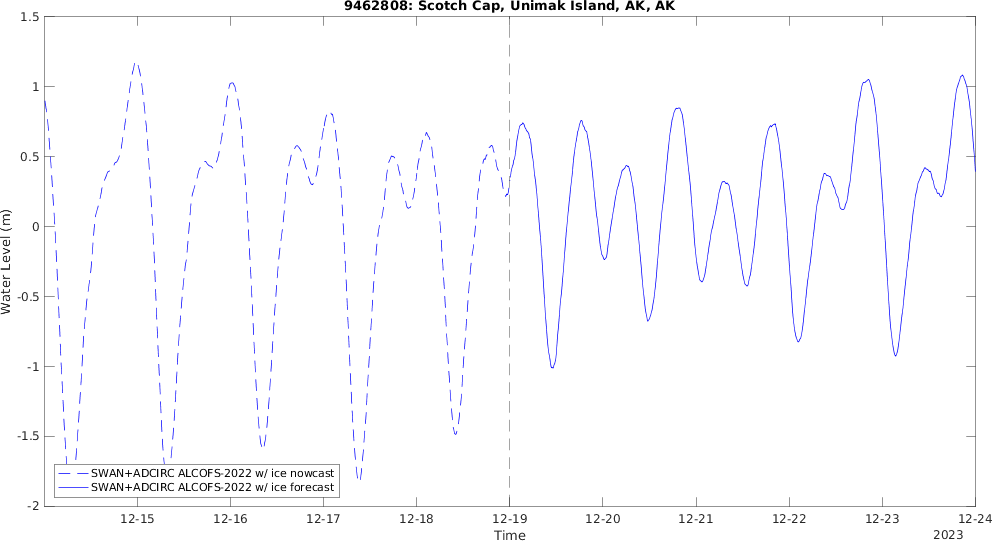 9462808: Scotch Cap, Unimak Island, AK, AK
1.5
1
0.5
0
-0.5
-1
-1.5
-2
Water Level (m)
SWAN+ADCIRC ALCOFS-2022 w/ ice nowcast
SWAN+ADCIRC ALCOFS-2022 w/ ice forecast
12-15 12-16 12-17 12-18 12-19 12-20 12-21 12-22 12-23 12-24
Time
2023